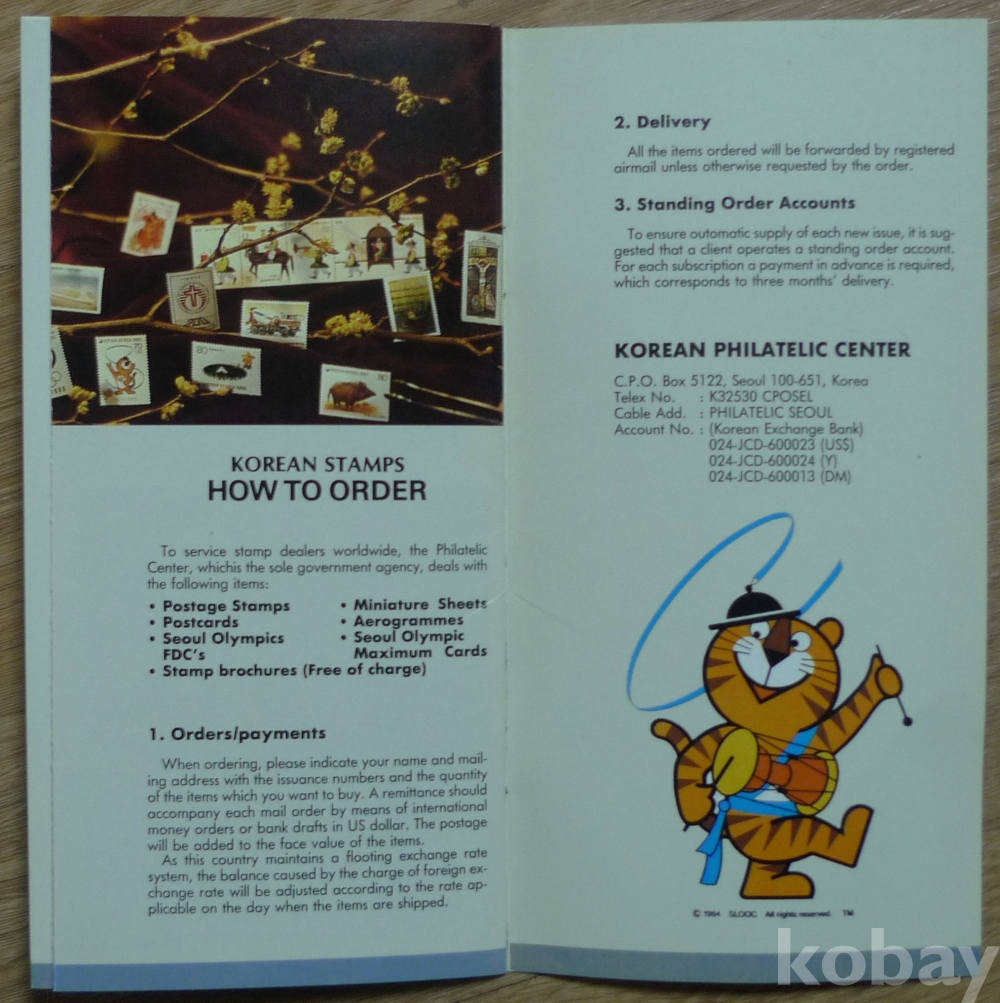 KOREAN STAMPS
HOW TO ORDER
To service stamp dealers worldwide, the Philatelic
Center, whichis the sole government agency, deals with
the following items:
• Postage Stamps
• Postcards
• Seoul Olympics
FDC's
• Miniature Sheets
• Aerogrammes
• Seoul Olympic
Maximum Cards
• Stamp brochures (Free of charge)
1. Orders/payments
When ordering, please indicate your name and mail-
ing address with the issuance numbers and the quantity
of the items which you want to buy. A remittance should
accompany each mail order by means of international
money orders or bank drafts in US dollar. The postage
will be added to the face value of the items.
As this country maintains a flooting exchange rate
system, the balance caused by the charge of foreign ex-
change rate will be adjusted according to the rate ap-
plicable on the day when the items are shipped.
2. Delivery
All the items ordered will be forwarded by registered
airmail unless otherwise requested by the order.
3. Standing Order Accounts
To ensure outomatic supply of each new issue, it is sug-
gested that a client operates a standing order account.
For each subscription a payment in advance is required,
which corresponds to three months' delivery.
KOREAN PHILATELIC CENTER
C.P.O. Box 5122, Seoul 100-651, Korea
Telex No. : K32530 CPOSEL
Cable Add. : PHILATELIC SEOUL
Account No. : (Korean Exchange Bank)
024-JCD-600023 (US$)
024-JCD-600024 (Y)
024-JCD-600013 (DM)
© 1984 SLOOC All rights reserved. TM
kobay